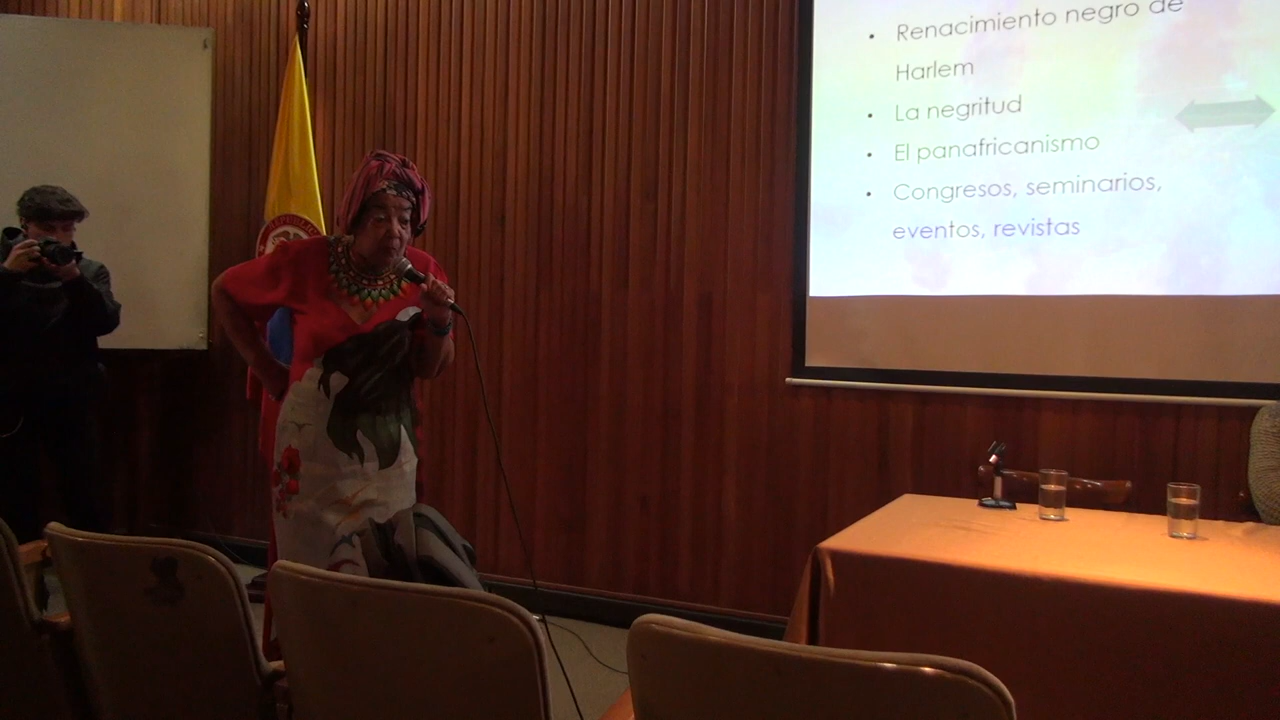 Renacimiento negro de
Harlem
La negritud
El panafricanismo
Congresos, seminarios,
eventos, revistas